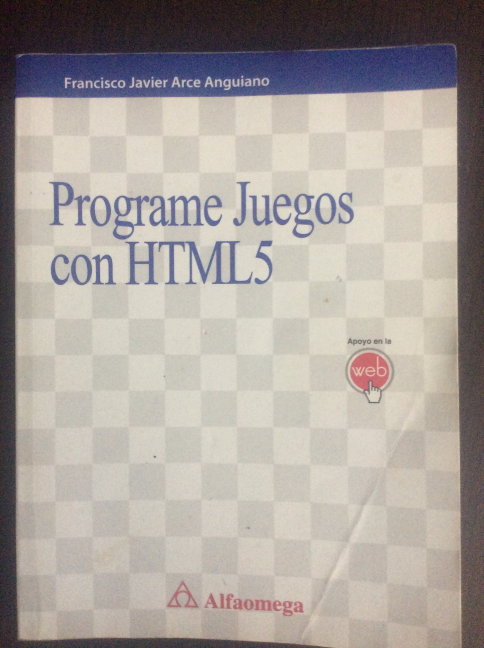 Francisco Javier Arce Anguiano
Programe Juegos
con HTML5
Apoyo en la
web
Alfaomega